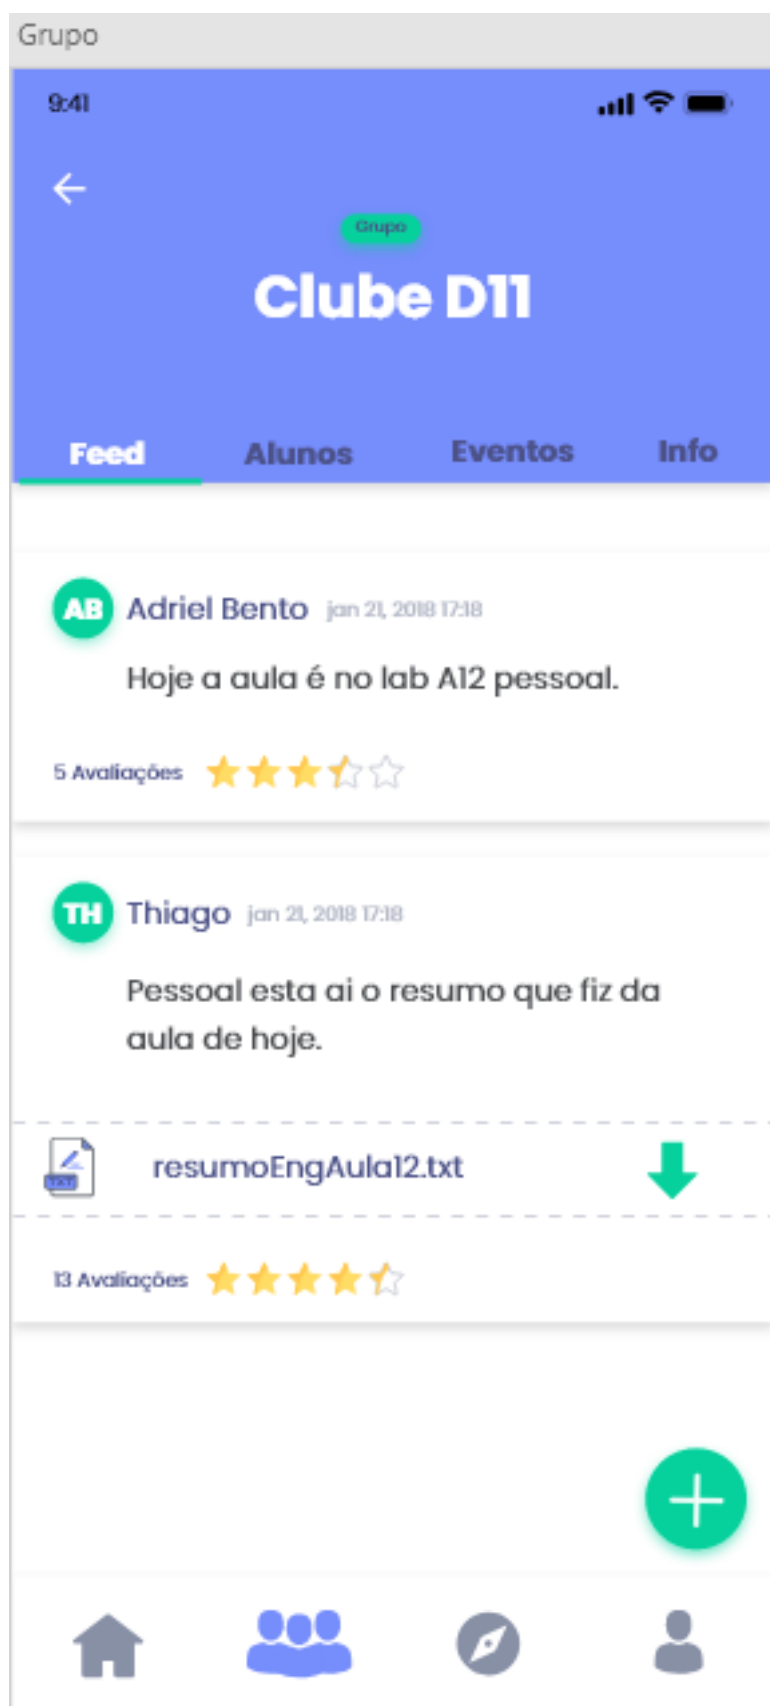 Grupo
9:41
Grupo
Clube D11
Feed Alunos Eventos Info
AB Adriel Bento jan 21, 2018 17:18
Hoje a aula é no lab A12 pessoal.
5 Avaliações
TH Thiago jan 21, 2018 17:18
Pessoal esta ai o resumo que fiz da
aula de hoje.
TXT resumoEngAula12.txt
13 Avaliações